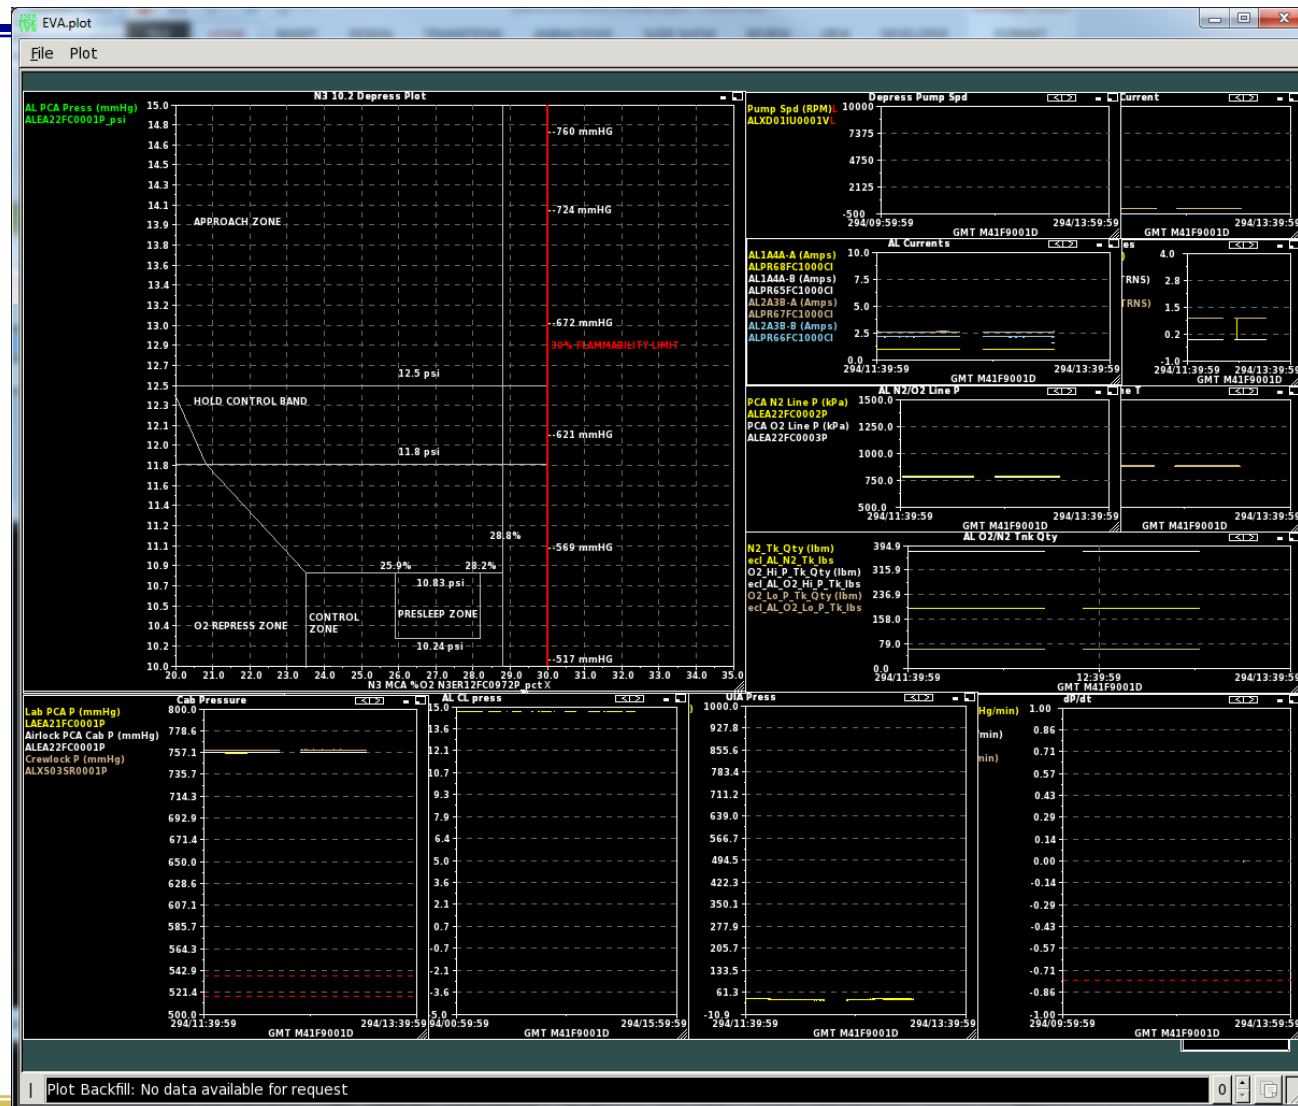 EVA.plot
File Plot
N3 10.2 Depress Plot
AL PCA Press (mmHg)
ALEA22FC0001P_psi
15.0
14.8
14.6
14.5
14.3
14.1
13.9
13.6
13.4
13.2
13.0
12.9
12.7
12.5
12.3
12.0
11.8
11.6
11.4
11.2
10.9
10.7
10.5
10.4
10.2
10.0
APPROACH ZONE
--760 mmHG
--724 mmHG
--672 mmHG
30% FLAMMABILITY LIMIT
12.5 psi
HOLD CONTROL BAND
--621 mmHG
11.8 psi
28.8%
--569 mmHG
25.9% 28.2%
10.83 psi
O2 REPRESS ZONE
CONTROL
ZONE
PRESLEEP ZONE
10.24 psi
--517 mmHG
20.0 21.0 22.0 23.0 24.0 25.0 26.0 27.0 28.0 29.0 30.0 31.0 32.0 33.0 34.0 35.0
N3 MCA %O2 N3ER12FC0972P_pct X
Depress Pump Spd
Pump Spd (RPM) L
ALXD01IU0001V L
10000
7375
4750
2125
-500
294/09:59:59 294/13:59:59
GMT M41F9001D
Current
294/13:39:59
AL Currents
AL1A4A-A (Amps)
ALPR68FC1000CI
AL1A4A-B (Amps)
ALPR65FC1000CI
AL2A3B-A (Amps)
ALPR67FC1000CI
AL2A3B-B (Amps)
ALPR66FC1000CI
10.0
7.5
5.0
2.5
0.0
294/11:39:59 294/13:39:59
GMT M41F9001D
es
)
TRNS)
TRNS)
4.0
2.8
1.5
0.2
-1.0
294/11:39:59 294/13:39:59
GMT M41F9001D
AL N2/O2 Line P
PCA N2 Line P (kPa)
ALEA22FC0002P
PCA O2 Line P (kPa)
ALEA22FC0003P
1500.0
1250.0
1000.0
750.0
500.0
294/11:39:59 294/13:39:59
GMT M41F9001D
ne T
294/13:39:59
AL O2/N2 Tnk Qty
N2_Tk_Qty (lbm)
ecl_AL_N2_Tk_lbs
O2_Hi_P_Tk_Qty (lbm)
ecl_AL_O2_Hi_P_Tk_lbs
O2_Lo_P_Tk_Qty (lbm)
ecl_AL_O2_Lo_P_Tk_lbs
394.9
315.9
236.9
158.0
79.0
0.0
294/11:39:59 12:39:59 294/13:39:59
GMT M41F9001D
Cab Pressure
Lab PCA P (mmHg)
LAEA21FC0001P
Airlock PCA Cab P (mmHg)
ALEA22FC0001P
Crewlock P (mmHg)
ALXS03SR0001P
800.0
778.6
757.1
735.7
714.3
692.9
671.4
650.0
628.6
607.1
585.7
564.3
542.9
521.4
500.0
294/11:39:59 294/13:39:59
GMT M41F9001D
AL CL press
15.0
13.6
12.1
10.7
9.3
7.9
6.4
5.0
3.6
2.1
0.7
-0.7
-2.1
-3.6
-5.0
94/00:59:59 294/15:59:59
GMT M41F9001D
UIA Press
)
1000.0
927.8
855.6
783.4
711.2
639.0
566.7
494.5
422.3
350.1
277.9
205.7
133.5
61.3
-10.9
294/11:39:59 294/13:39:59
GMT M41F9001D
dP/dt
Hg/min)
/min)
min)
1.00
0.86
0.71
0.57
0.43
0.29
0.14
0.00
-0.14
-0.29
-0.43
-0.57
-0.71
-0.86
-1.00
294/09:59:59 294/13:59:59
GMT M41F9001D
Plot Backfill: No data available for request
0